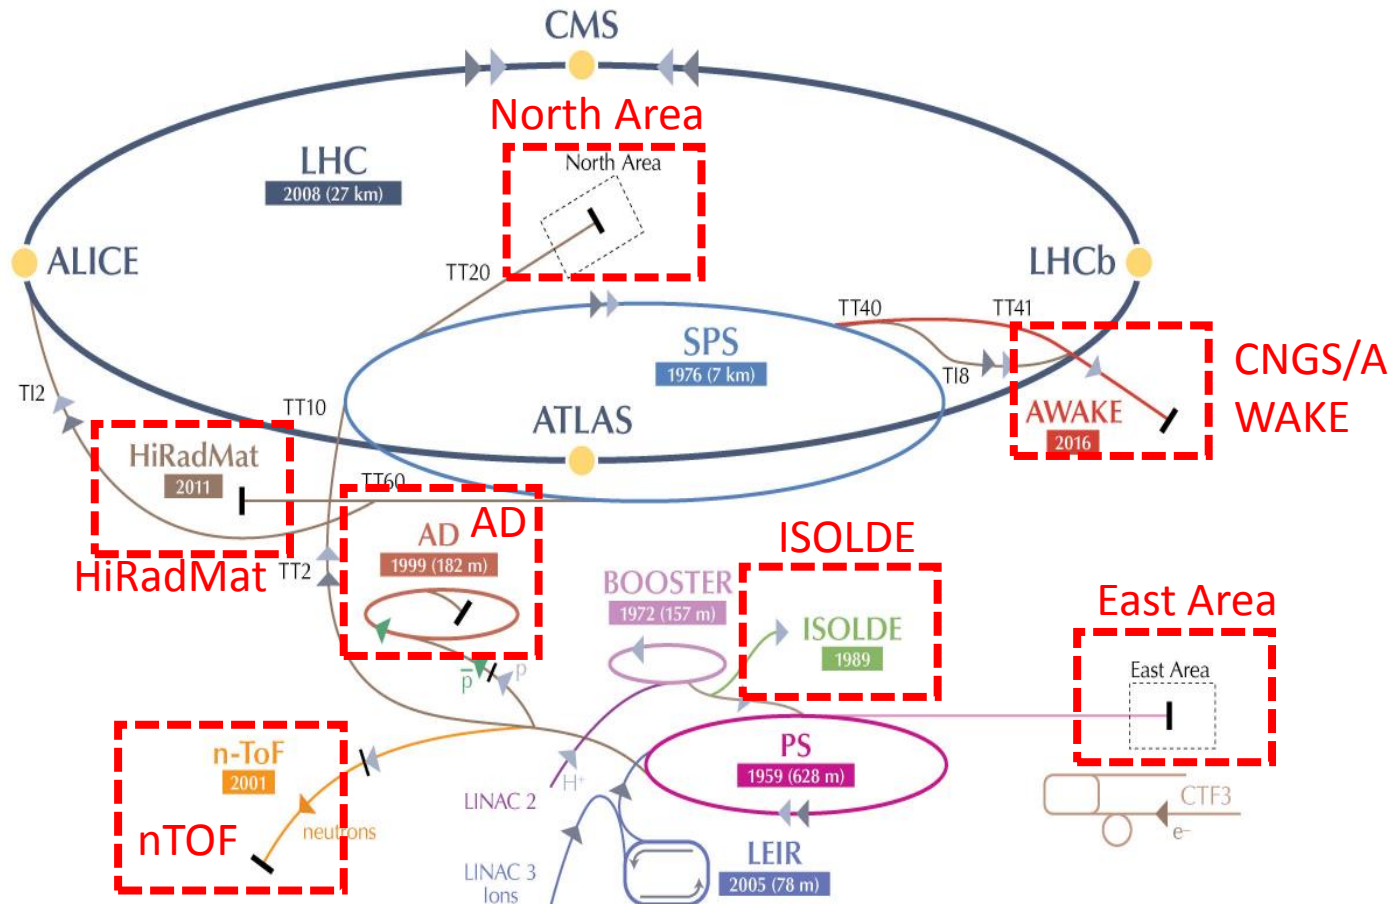 CMS
North Area
North Area
LHC
2008 (27 km)
ALICE
TT20
LHCb
TT40
TT41
SPS
1976 (7 km)
TI8
CNGS/A
WAKE
TI2
TT10
ATLAS
AWAKE
2016
HiRadMat
2011
TT60
AD
AD
1999 (182 m)
ISOLDE
HiRadMat
TT2
BOOSTER
1972 (157 m)
ISOLDE
1989
East Area
East Area
p̅
p
n-ToF
2001
PS
1959 (628 m)
H⁺
LINAC 2
CTF3
e⁻
neutrons
nTOF
LEIR
2005 (78 m)
LINAC 3
Ions